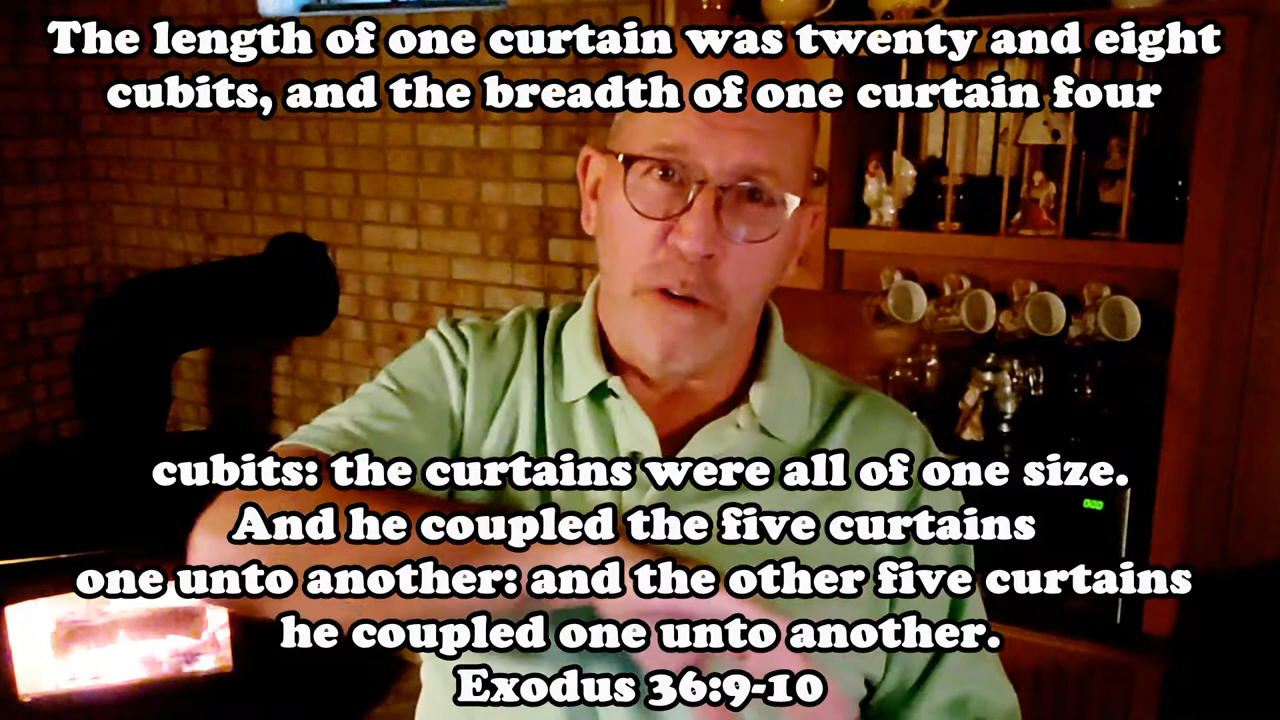 The length of one curtain was twenty and eight
cubits, and the breadth of one curtain four
cubits: the curtains were all of one size.
And he coupled the five curtains
one unto another: and the other five curtains
he coupled one unto another.
Exodus 36:9-10